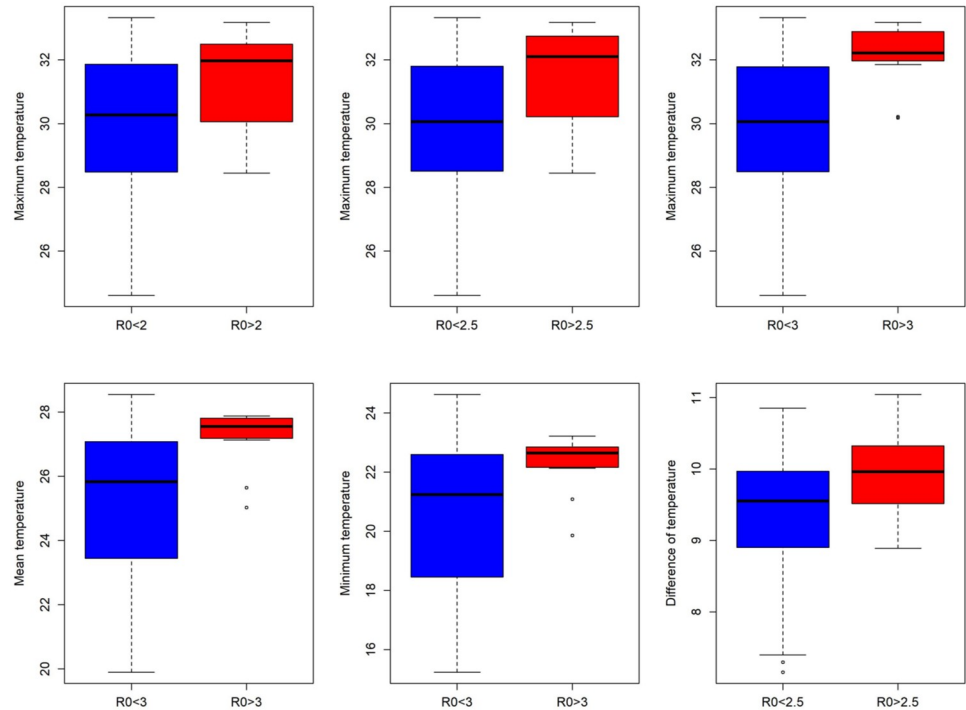 Maximum temperature
32
30
28
26
R0<2
R0>2
Maximum temperature
32
30
28
26
R0<2.5
R0>2.5
Maximum temperature
32
30
28
26
R0<3
R0>3
Mean temperature
28
26
24
22
20
R0<3
R0>3
Minimum temperature
24
22
20
18
16
R0<3
R0>3
Difference of temperature
11
10
9
8
R0<2.5
R0>2.5